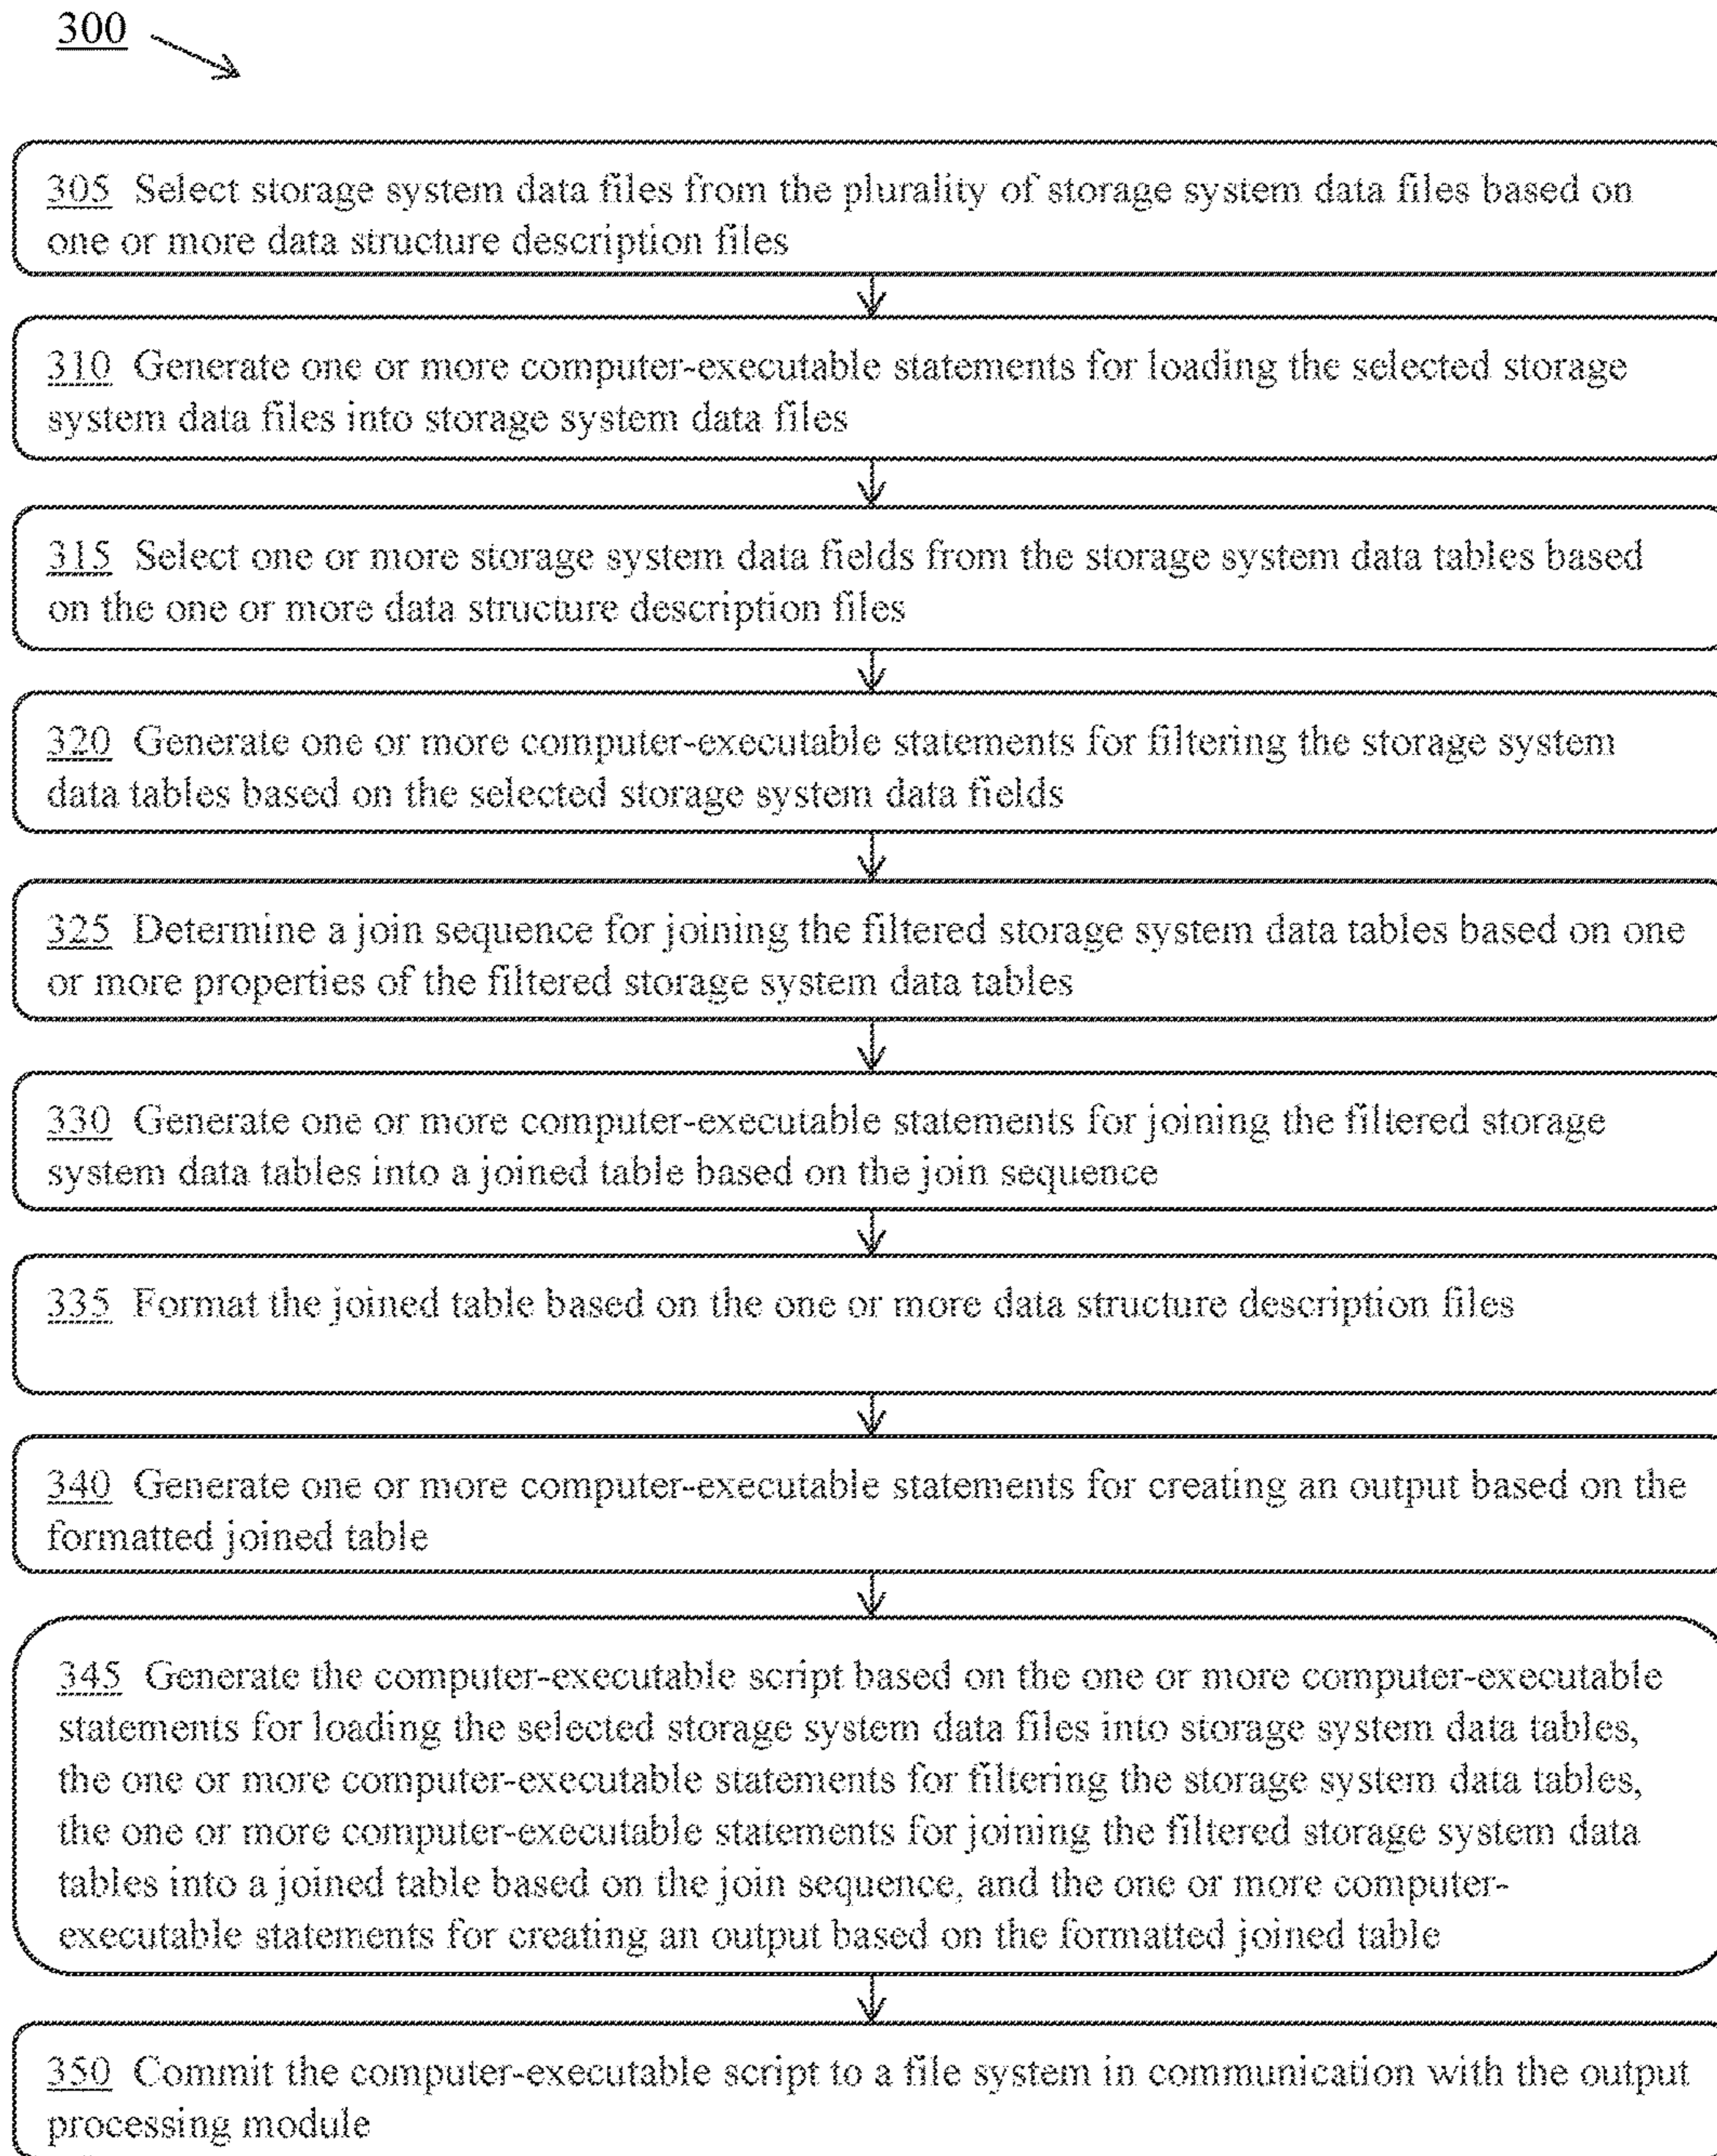 300
305 Select storage system data files from the plurality of storage system data files based on
one or more data structure description files
310 Generate one or more computer-executable statements for loading the selected storage
system data files into storage system data files
315 Select one or more storage system data fields from the storage system data tables based
on the one or more data structure description files
320 Generate one or more computer-executable statements for filtering the storage system
data tables based on the selected storage system data fields
325 Determine a join sequence for joining the filtered storage system data tables based on one
or more properties of the filtered storage system data tables
330 Generate one or more computer-executable statements for joining the filtered storage
system data tables into a joined table based on the join sequence
335 Format the joined table based on the one or more data structure description files
340 Generate one or more computer-executable statements for creating an output based on the
formatted joined table
345 Generate the computer-executable script based on the one or more computer-executable
statements for loading the selected storage system data files into storage system data tables,
the one or more computer-executable statements for filtering the storage system data tables,
the one or more computer-executable statements for joining the filtered storage system data
tables into a joined table based on the join sequence, and the one or more computer-
executable statements for creating an output based on the formatted joined table
350 Commit the computer-executable script to a file system in communication with the output
processing module